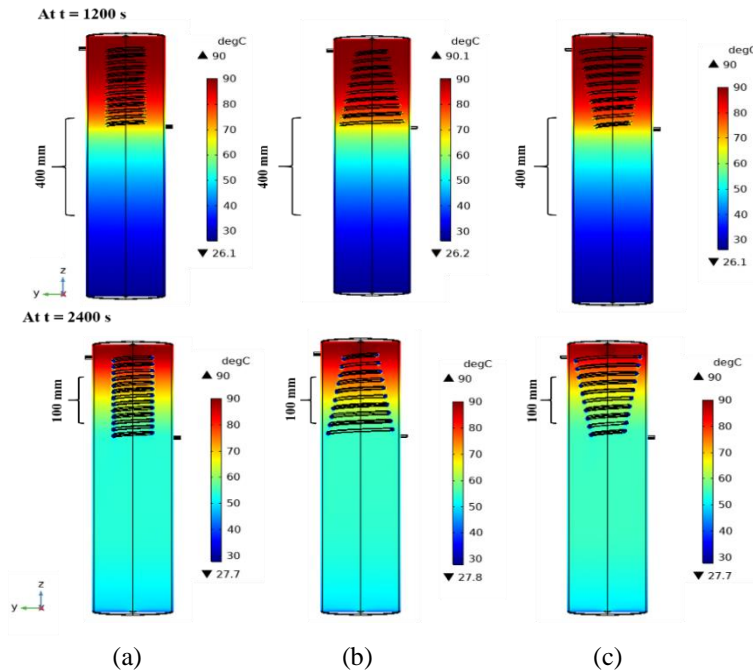 At t = 1200 s
degC degC degC
▲ 90 ▲ 90.1 ▲ 90
90 90 90
80 80 80
70 70 70
60 60 60
50 50 50
40 40 40
30 30 30
▼ 26.1 ▼ 26.2 ▼ 26.1
400 mm 400 mm 400 mm
z
y x
At t = 2400 s
degC degC degC
▲ 90 ▲ 90 ▲ 90
90 90 90
80 80 80
70 70 70
60 60 60
50 50 50
40 40 40
30 30 30
▼ 27.7 ▼ 27.8 ▼ 27.7
100 mm 100 mm 100 mm
z
y x
(a) (b) (c)